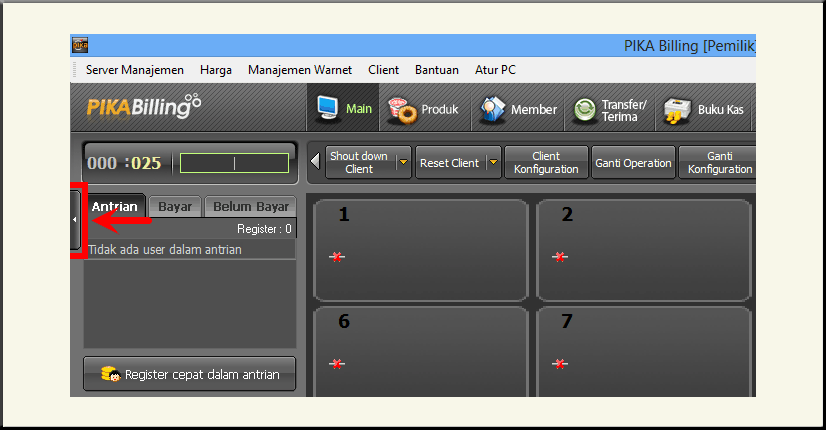 PIKA Billing [Pemilik]
Server Manajemen Harga Manajemen Warnet Client Bantuan Atur PC
PIKABilling
Main Produk Member Transfer/
Terima Buku Kas
000 : 025
Shout down
Client
Reset Client
Client
Konfiguration
Ganti Operation
Ganti
Konfiguration
Antrian Bayar Belum Bayar
Register : 0
Tidak ada user dalam antrian
1
2
6
7
Register cepat dalam antrian